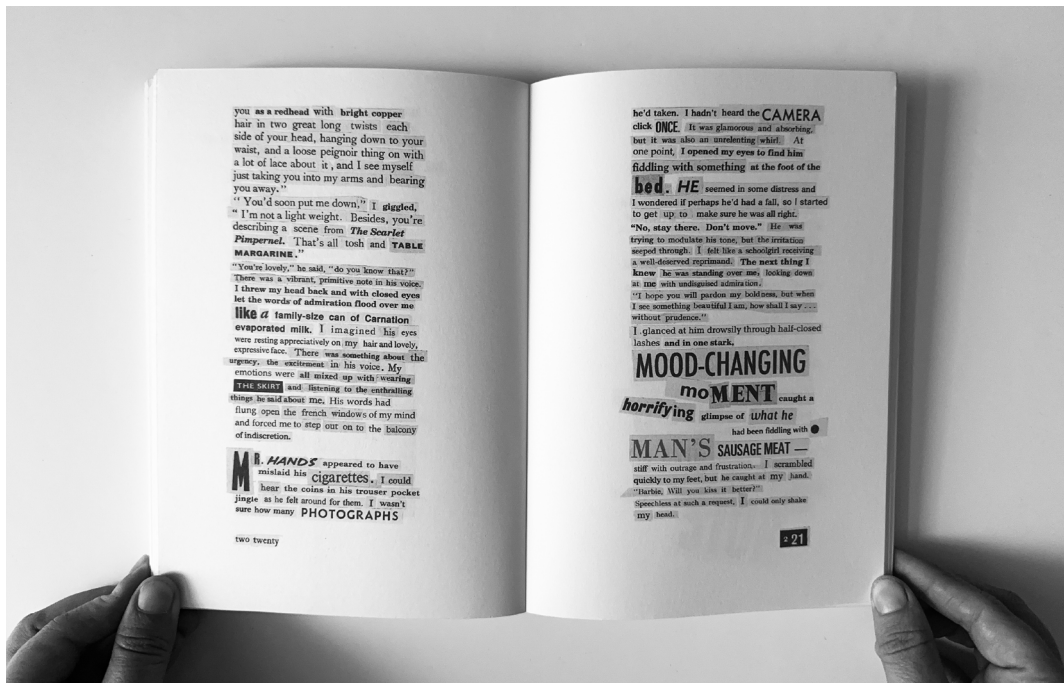 you as a redhead with bright copper
hair in two great long twists each
side of your head, hanging down to your
waist, and a loose peignoir thing on with
a lot of lace about it, and I see myself
just taking you into my arms and bearing
you away."
"You'd soon put me down," I giggled,
"I'm not a light weight. Besides, you're
describing a scene from The Scarlet
Pimpernel. That's all tosh and TABLE
MARGARINE."
"You're lovely," he said, "do you know that?"
There was a vibrant, primitive note in his voice.
I threw my head back and with closed eyes
let the words of admiration flood over me
like a family-size can of Carnation
evaporated milk. I imagined his eyes
were resting appreciatively on my hair and lovely,
expressive face. There was something about the
urgency, the excitement in his voice. My
emotions were all mixed up with wearing
THE SKIRT and listening to the enthralling
things he said about me. His words had
flung open the french windows of my mind
and forced me to step out on to the balcony
of indiscretion.
MR. HANDS appeared to have
mislaid his cigarettes. I could
hear the coins in his trouser pocket
jingle as he felt around for them. I wasn't
sure how many PHOTOGRAPHS
two twenty
he'd taken. I hadn't heard the CAMERA
click ONCE. It was glamorous and absorbing,
but it was also an unrelenting whirl. At
one point, I opened my eyes to find him
fiddling with something at the foot of the
bed. HE seemed in some distress and
I wondered if perhaps he'd had a fall, so I started
to get up to make sure he was all right.
"No, stay there. Don't move." He was
trying to modulate his tone, but the irritation
seeped through. I felt like a schoolgirl receiving
a well-deserved reprimand. The next thing I
knew he was standing over me, looking down
at me with undisguised admiration.
"I hope you will pardon my boldness, but when
I see something beautiful I am, how shall I say ...
without prudence."
I glanced at him drowsily through half-closed
lashes and in one stark,
MOOD-CHANGING
moMENT caught a
horrifying glimpse of what he
had been fiddling with ●
MAN'S SAUSAGE MEAT —
stiff with outrage and frustration. I scrambled
quickly to my feet, but he caught at my hand.
"Barbie, Will you kiss it better?"
Speechless at such a request, I could only shake
my head.
2 21